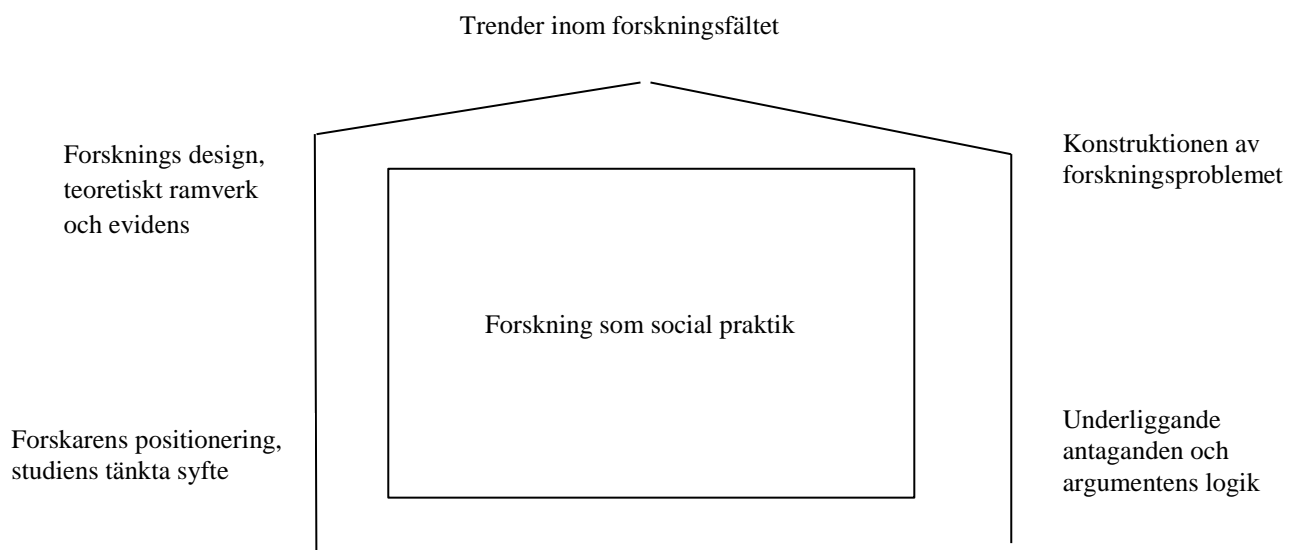 Trender inom forskningsfältet
Forsknings design,
teoretiskt ramverk
och evidens
Konstruktionen av
forskningsproblemet
Forskning som social praktik
Forskarens positionering,
studiens tänkta syfte
Underliggande
antaganden och
argumentens logik